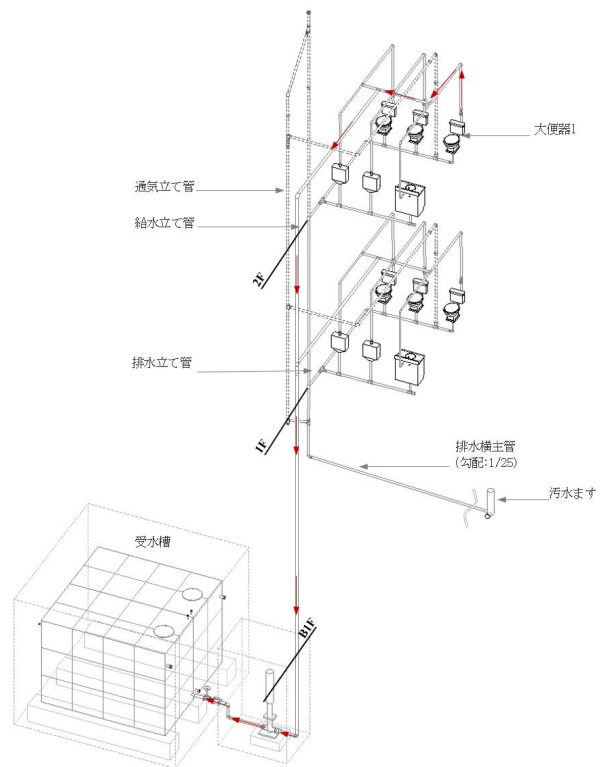 大便器1
通気立て管
給水立て管
2F
排水立て管
1F
排水横主管
(勾配:1/25)
汚水ます
受水槽
B1F